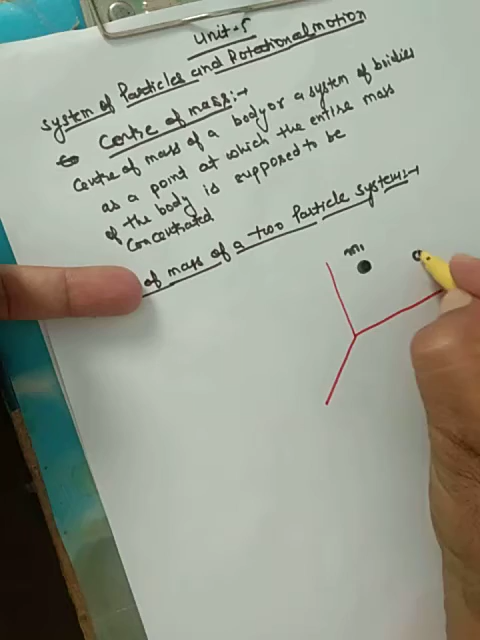 Unit-5
System of Particles and Rotational motion
Centre of mass:→
Centre of mass of a body or a system of bridies
as a point at which the entire mass
of the body is supposed to be
concentrated
of mass of a two Particle system:→
m1